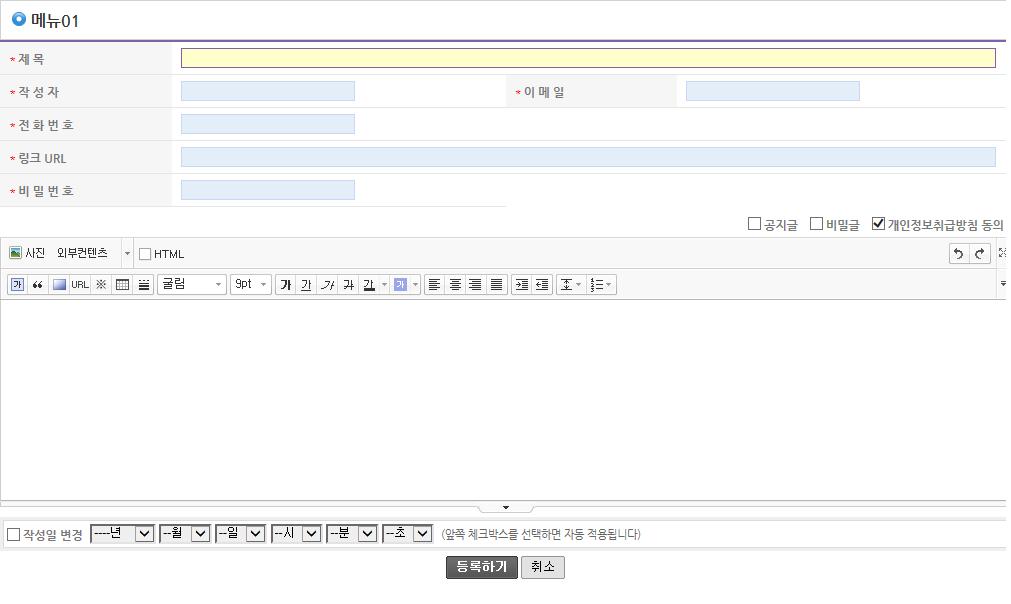 메뉴01
* 제 목
* 작 성 자 * 이 메 일
* 전 화 번 호
* 링크 URL
* 비 밀 번 호
공지글 비밀글 개인정보취급방침 동의
사진 외부컨텐츠 HTML
가 “ URL ※ 굴림 9pt 가 가 가 가 가 가
작성일 변경 ----년 --월 --일 --시 --분 --초 (앞쪽 체크박스를 선택하면 자동 적용됩니다)
등록하기 취소